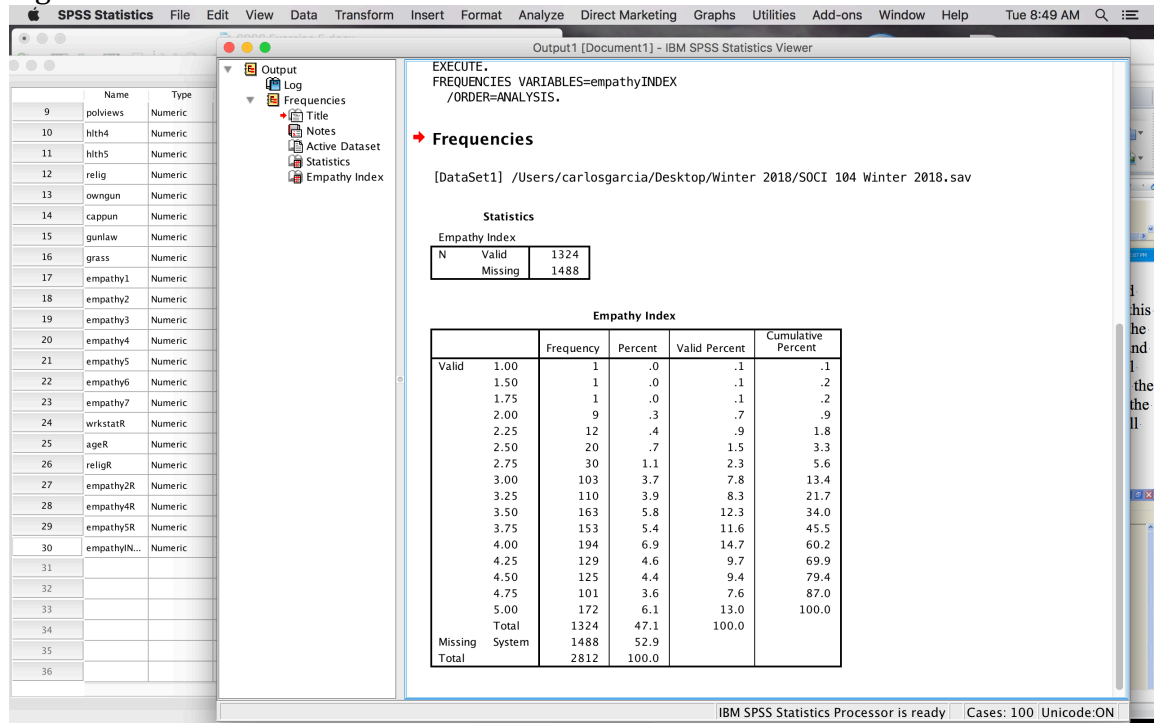 SPSS Statistics File Edit View Data Transform Insert Format Analyze Direct Marketing Graphs Utilities Add-ons Window Help Tue 8:49 AM
Output1 [Document1] - IBM SPSS Statistics Viewer
Name Type
9 polviews Numeric
10 hlth4 Numeric
11 hlth5 Numeric
12 relig Numeric
13 owngun Numeric
14 cappun Numeric
15 gunlaw Numeric
16 grass Numeric
17 empathy1 Numeric
18 empathy2 Numeric
19 empathy3 Numeric
20 empathy4 Numeric
21 empathy5 Numeric
22 empathy6 Numeric
23 empathy7 Numeric
24 wrkstatR Numeric
25 ageR Numeric
26 religR Numeric
27 empathy2R Numeric
28 empathy4R Numeric
29 empathy5R Numeric
30 empathyIN... Numeric
31
32
33
34
35
36
Output
Log
Frequencies
Title
Notes
Active Dataset
Statistics
Empathy Index
EXECUTE.
FREQUENCIES VARIABLES=empathyINDEX
/ORDER=ANALYSIS.
Frequencies
[DataSet1] /Users/carlosgarcia/Desktop/Winter 2018/SOCI 104 Winter 2018.sav
Statistics
Empathy Index
N Valid 1324
Missing 1488
Empathy Index
Frequency Percent Valid Percent Cumulative Percent
Valid 1.00 1 .0 .1 .1
1.50 1 .0 .1 .2
1.75 1 .0 .1 .2
2.00 9 .3 .7 .9
2.25 12 .4 .9 1.8
2.50 20 .7 1.5 3.3
2.75 30 1.1 2.3 5.6
3.00 103 3.7 7.8 13.4
3.25 110 3.9 8.3 21.7
3.50 163 5.8 12.3 34.0
3.75 153 5.4 11.6 45.5
4.00 194 6.9 14.7 60.2
4.25 129 4.6 9.7 69.9
4.50 125 4.4 9.4 79.4
4.75 101 3.6 7.6 87.0
5.00 172 6.1 13.0 100.0
Total 1324 47.1 100.0
Missing System 1488 52.9
Total 2812 100.0
this
he
nd
the
the
IBM SPSS Statistics Processor is ready Cases: 100 Unicode:ON